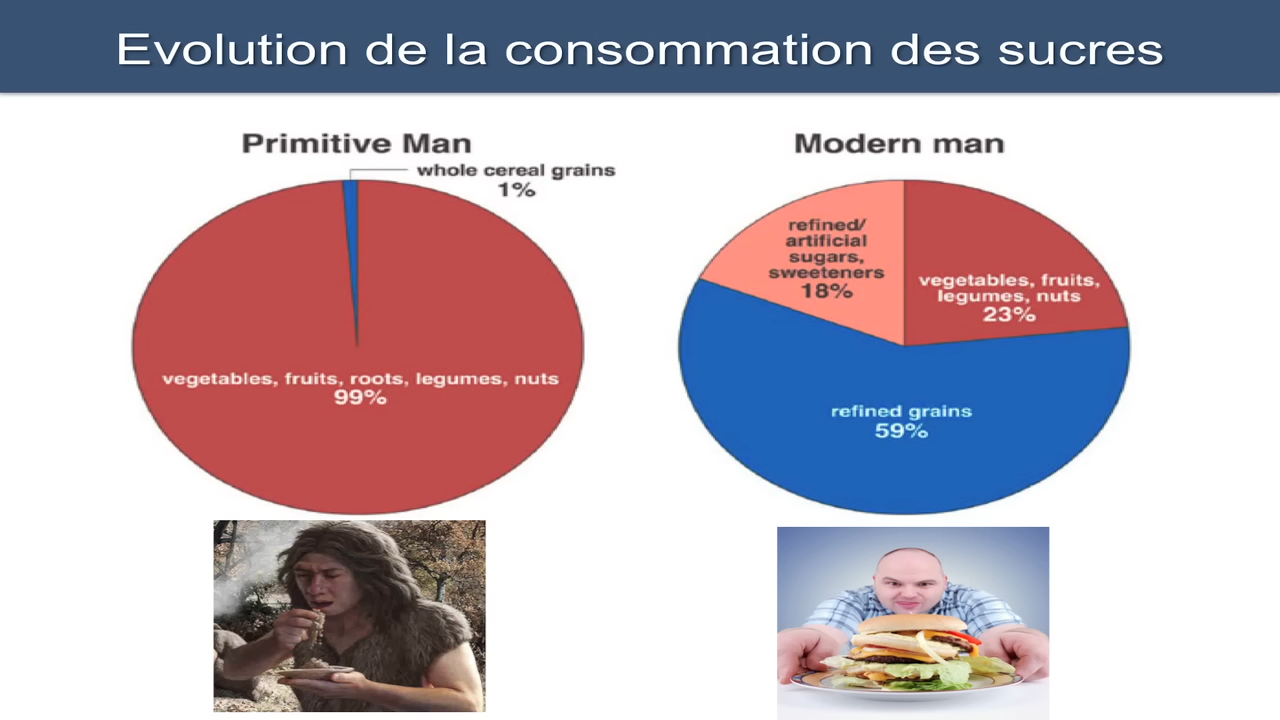 Evolution de la consommation des sucres
Primitive Man
whole cereal grains
1%
vegetables, fruits, roots, legumes, nuts
99%
Modern man
refined/
artificial
sugars,
sweeteners
18%
vegetables, fruits,
legumes, nuts
23%
refined grains
59%